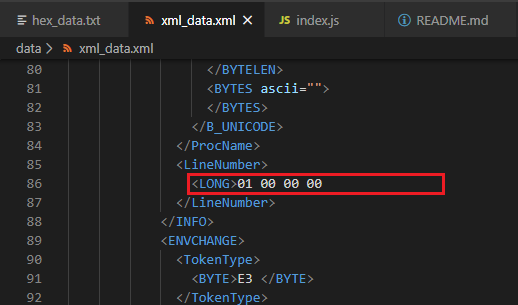 hex_data.txt xml_data.xml × JS index.js README.md
data > xml_data.xml
80 </BYTELEN>
81 <BYTES ascii="">
82 </BYTES>
83 </B_UNICODE>
84 </ProcName>
85 <LineNumber>
86 <LONG>01 00 00 00
87 </LineNumber>
88 </INFO>
89 <ENVCHANGE>
90 <TokenType>
91 <BYTE>E3 </BYTE>
92 </TokenType>